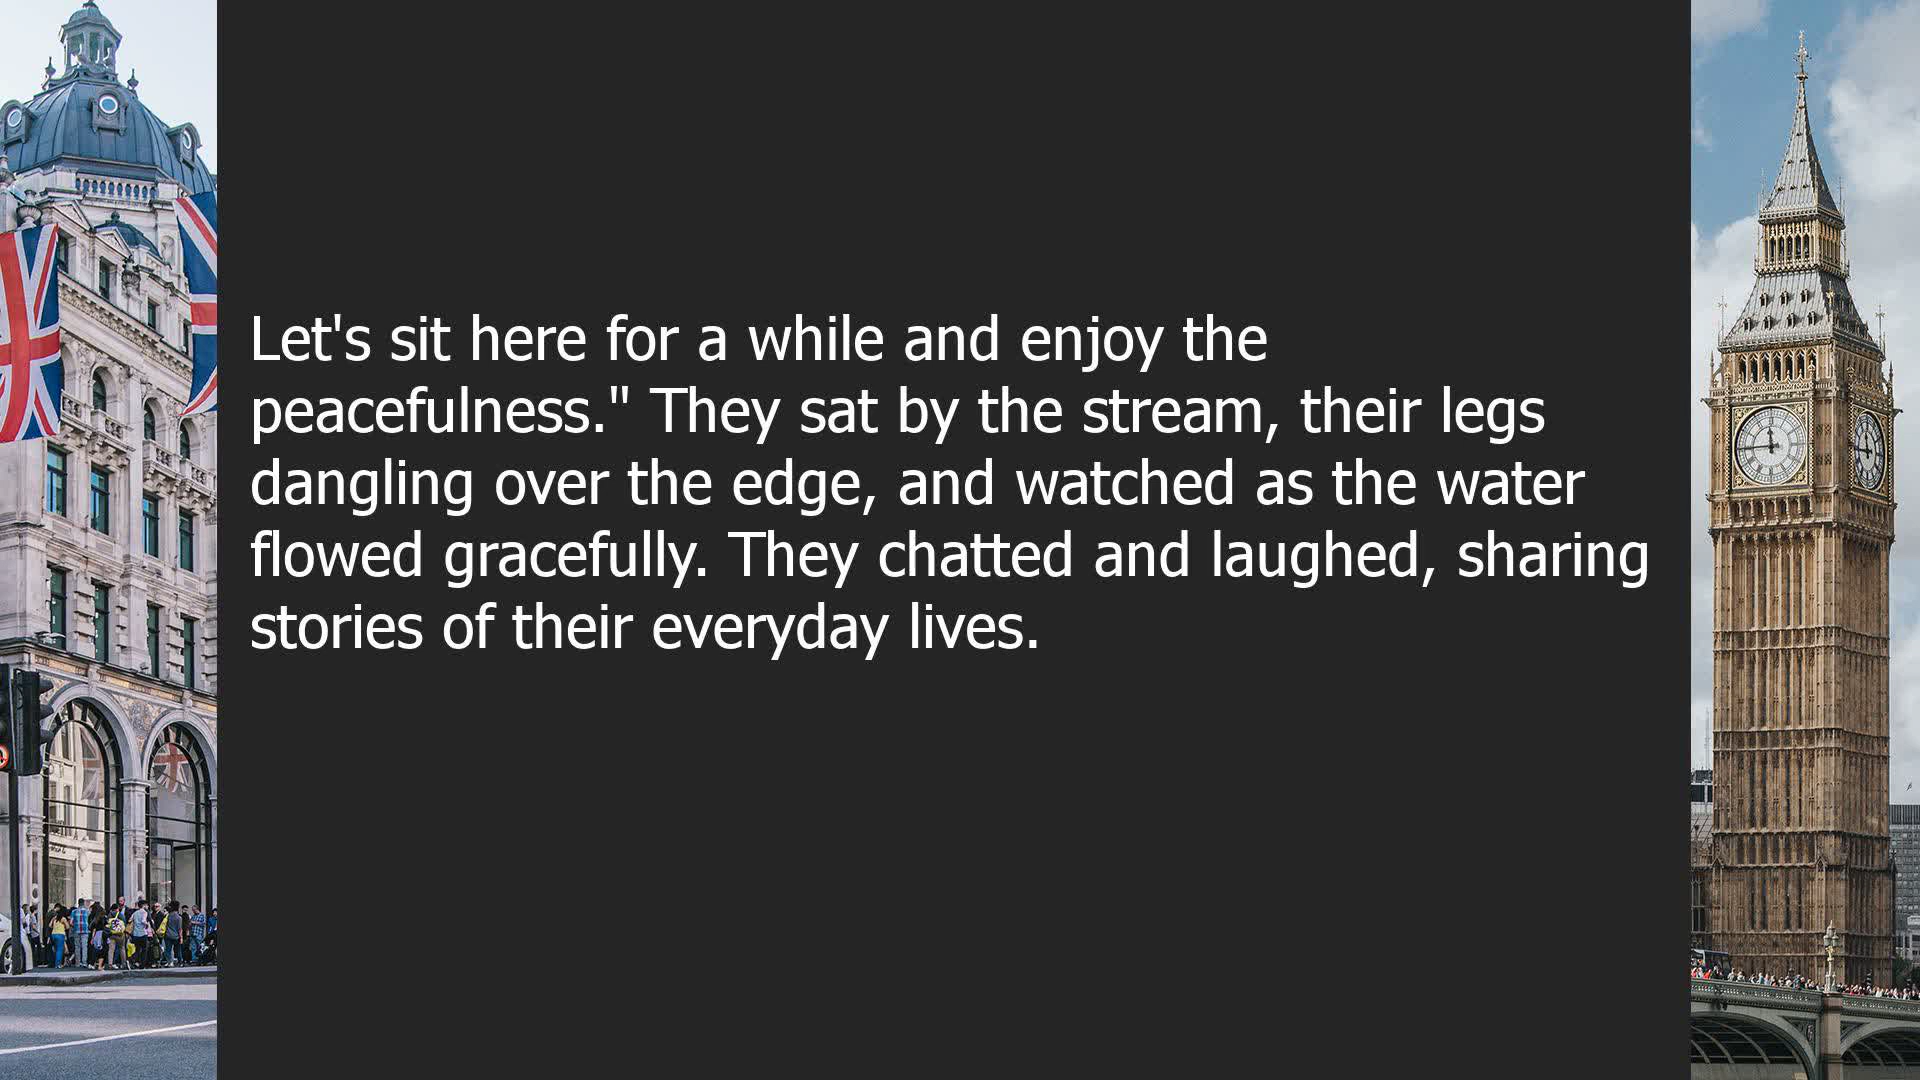 Let's sit here for a while and enjoy the
peacefulness." They sat by the stream, their legs
dangling over the edge, and watched as the water
flowed gracefully. They chatted and laughed, sharing
stories of their everyday lives.